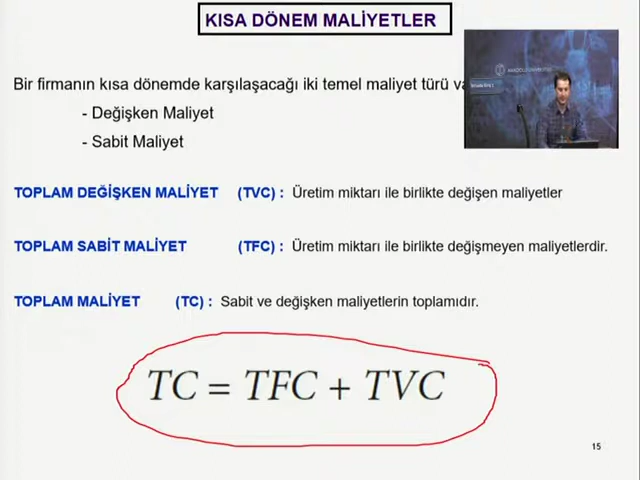 KISA DÖNEM MALİYETLER
Bir firmanın kısa dönemde karşılaşacağı iki temel maliyet türü
- Değişken Maliyet
- Sabit Maliyet
TOPLAM DEĞİŞKEN MALİYET (TVC) : Üretim miktarı ile birlikte değişen maliyetler
TOPLAM SABİT MALİYET (TFC) : Üretim miktarı ile birlikte değişmeyen maliyetlerdir.
TOPLAM MALİYET (TC) : Sabit ve değişken maliyetlerin toplamıdır.
TC = TFC + TVC
15